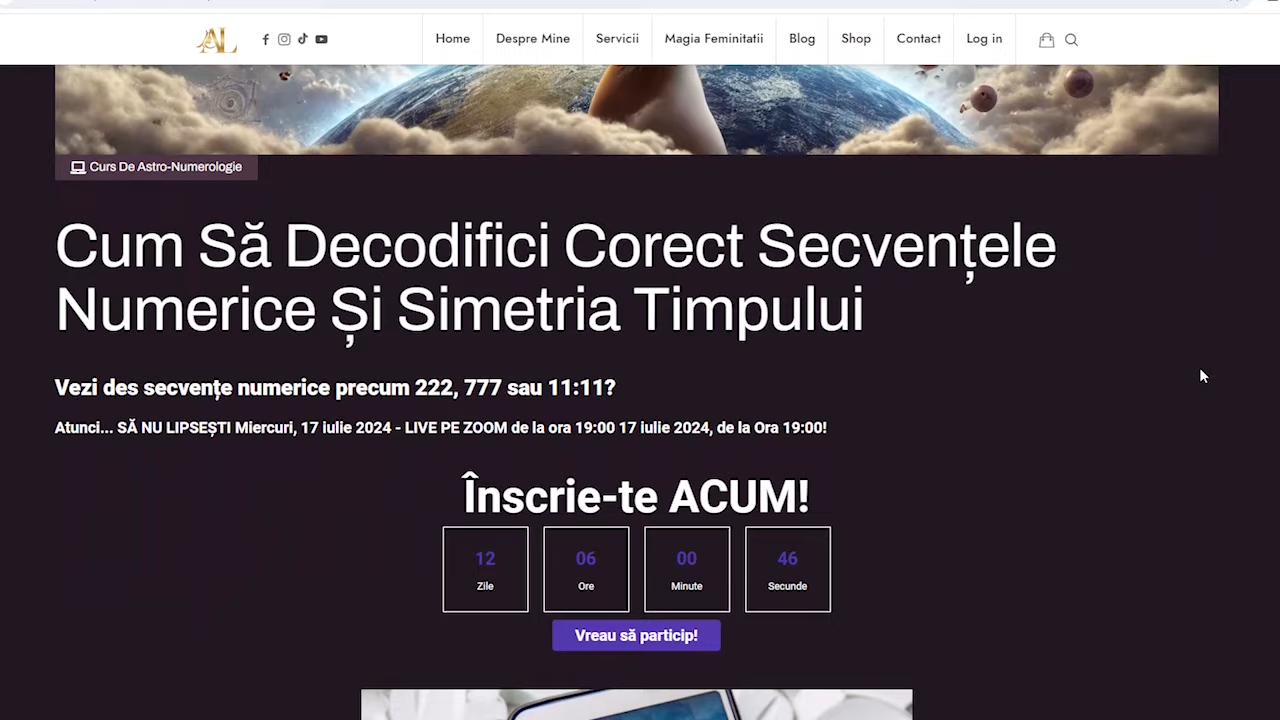 AL
Home
Despre Mine
Servicii
Magia Feminitatii
Blog
Shop
Contact
Log in
Curs De Astro-Numerologie
Cum Să Decodifici Corect Secvențele
Numerice Și Simetria Timpului
Vezi des secvențe numerice precum 222, 777 sau 11:11?
Atunci... SĂ NU LIPSEȘTI Miercuri, 17 iulie 2024 - LIVE PE ZOOM de la ora 19:00 17 iulie 2024, de la Ora 19:00!
Înscrie-te ACUM!
12
06
00
46
Zile
Ore
Minute
Secunde
Vreau să particip!